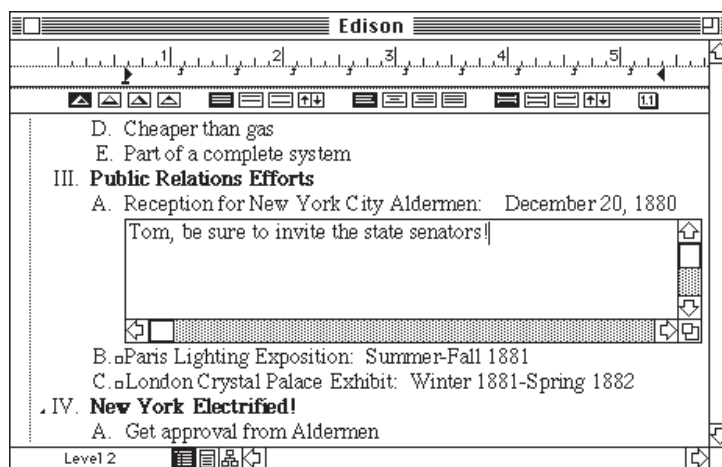 Edison
1 2 3 4 5
1.1
D. Cheaper than gas
E. Part of a complete system
III. Public Relations Efforts
A. Reception for New York City Aldermen: December 20, 1880
Tom, be sure to invite the state senators!
B. Paris Lighting Exposition: Summer-Fall 1881
C. London Crystal Palace Exhibit: Winter 1881-Spring 1882
IV. New York Electrified!
A. Get approval from Aldermen
Level 2